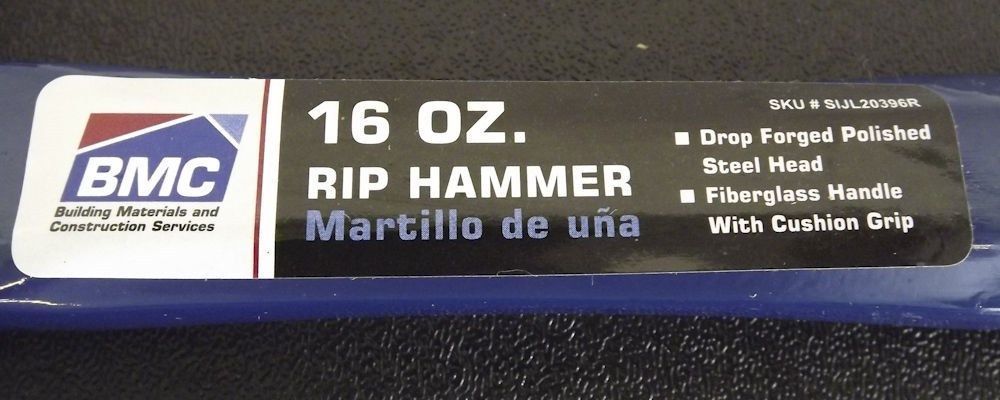 BMC
Building Materials and
Construction Services
16 OZ.
RIP HAMMER
Martillo de uña
SKU # SIJL20396R
■ Drop Forged Polished
Steel Head
■ Fiberglass Handle
With Cushion Grip